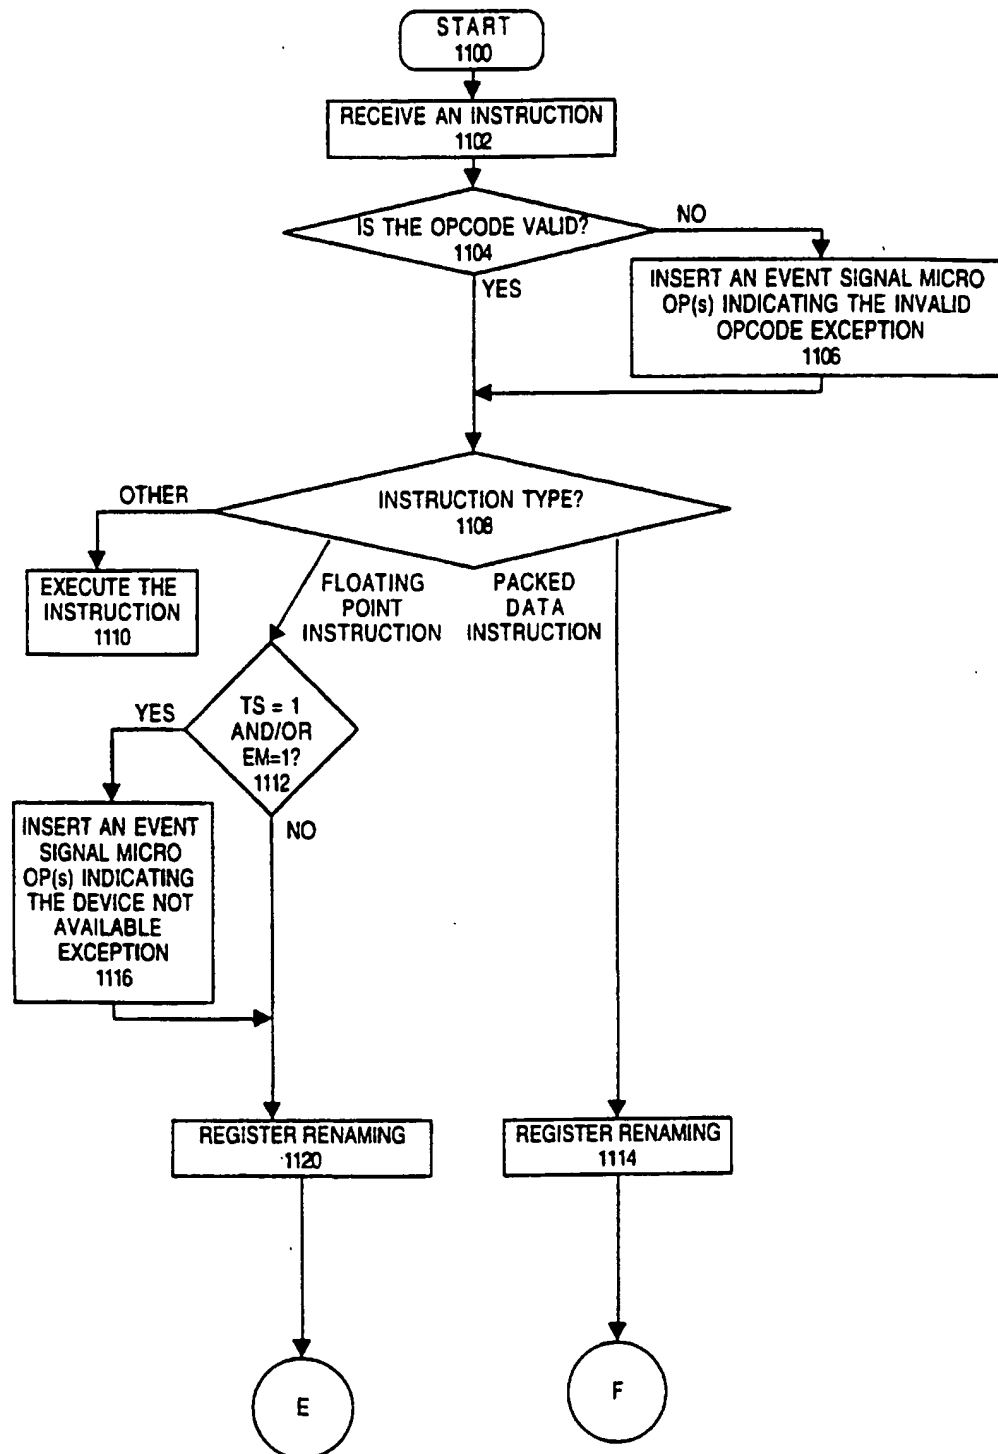 START
1100
RECEIVE AN INSTRUCTION
1102
IS THE OPCODE VALID?
1104
NO
YES
INSERT AN EVENT SIGNAL MICRO
OP(s) INDICATING THE INVALID
OPCODE EXCEPTION
1106
INSTRUCTION TYPE?
1108
OTHER
EXECUTE THE
INSTRUCTION
1110
FLOATING
POINT
INSTRUCTION
PACKED
DATA
INSTRUCTION
TS = 1
AND/OR
EM=1?
1112
YES
NO
INSERT AN EVENT
SIGNAL MICRO
OP(s) INDICATING
THE DEVICE NOT
AVAILABLE
EXCEPTION
1116
REGISTER RENAMING
1120
REGISTER RENAMING
1114
E
F